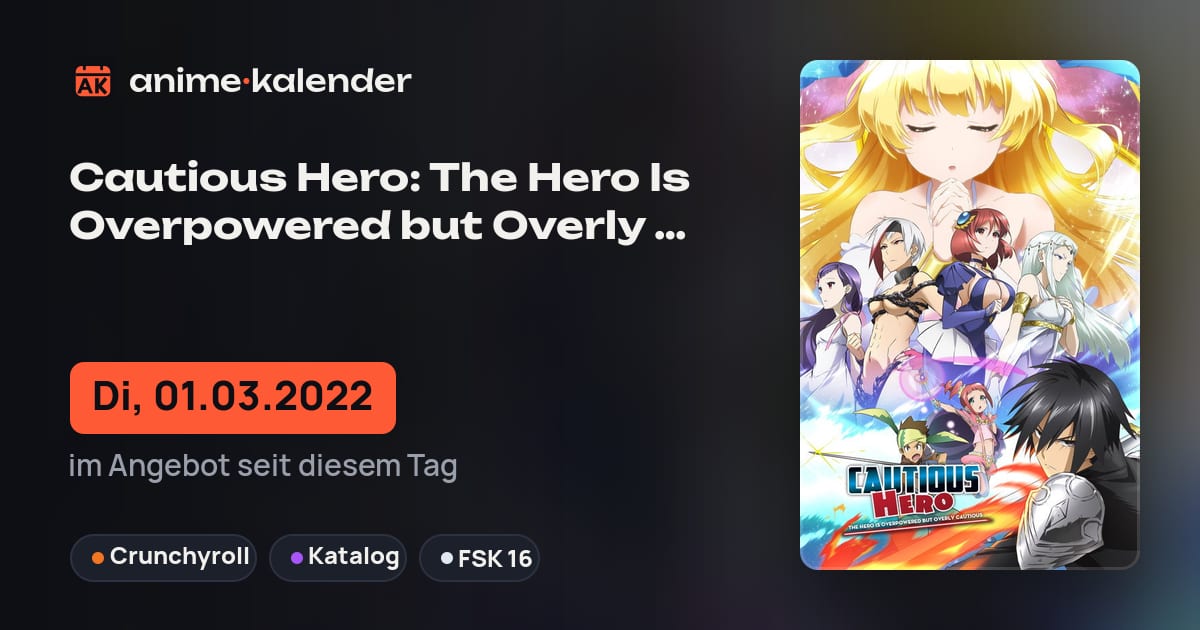 AK anime·kalender
Cautious Hero: The Hero Is
Overpowered but Overly ...
Di, 01.03.2022
im Angebot seit diesem Tag
Crunchyroll Katalog FSK 16
CAUTIOUS
HERO
THE HERO IS OVERPOWERED BUT OVERLY CAUTIOUS